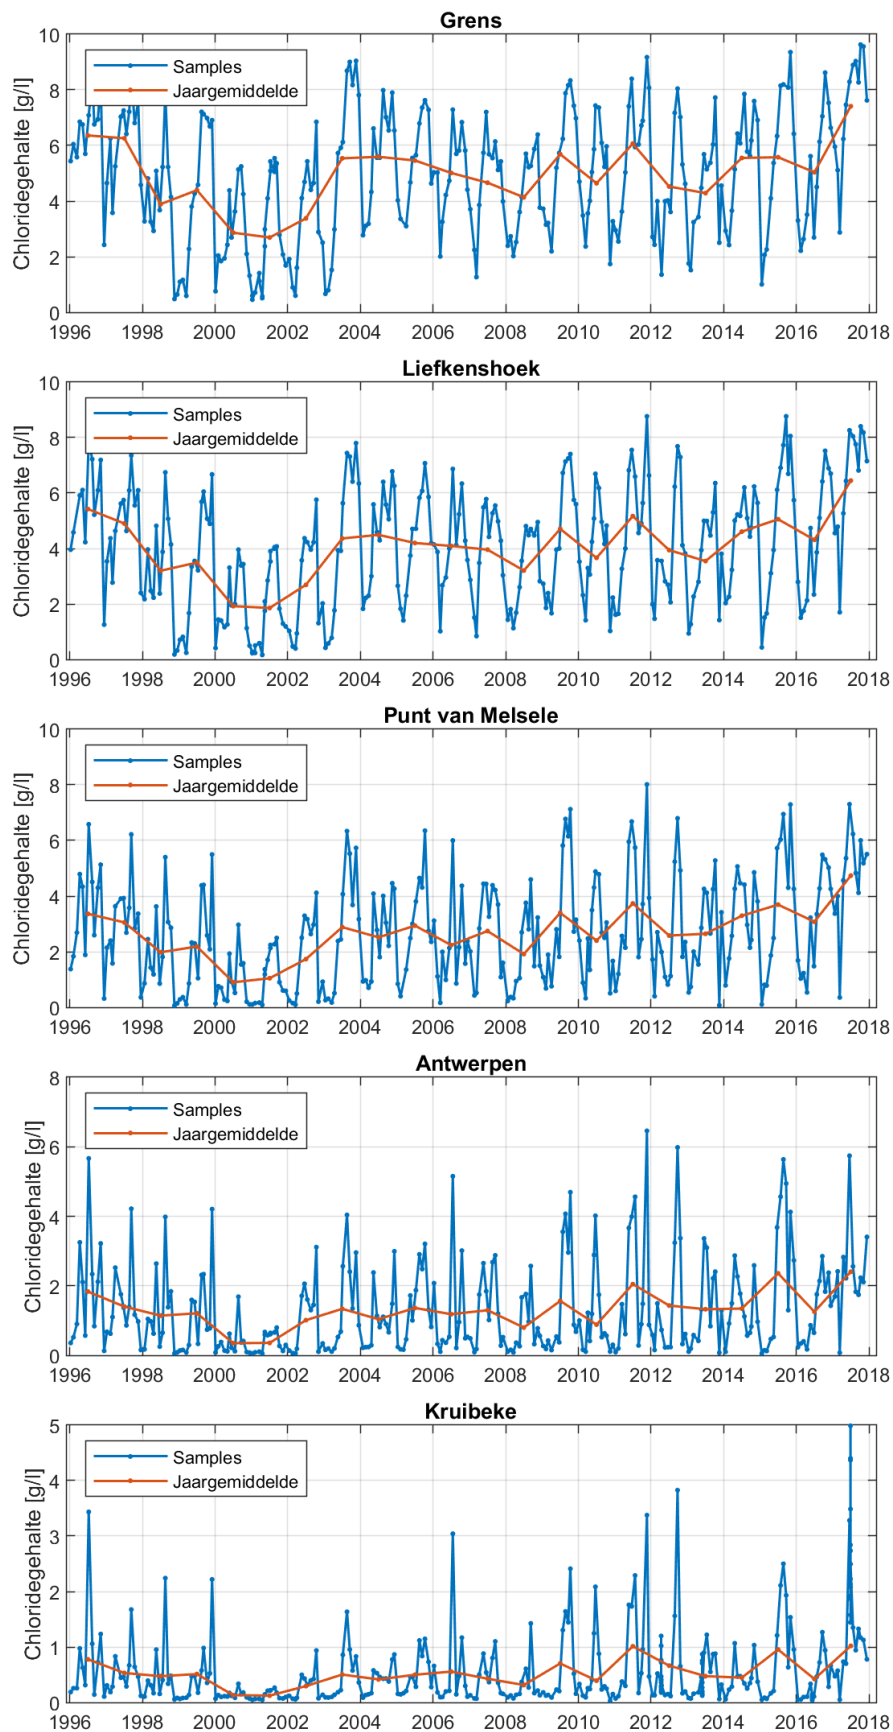 Grens
Chloridegehalte [g/l]
10
8
6
4
2
0
Samples
Jaargemiddelde
1996 1998 2000 2002 2004 2006 2008 2010 2012 2014 2016 2018
Liefkenshoek
Chloridegehalte [g/l]
10
8
6
4
2
0
Samples
Jaargemiddelde
1996 1998 2000 2002 2004 2006 2008 2010 2012 2014 2016 2018
Punt van Melsele
Chloridegehalte [g/l]
10
8
6
4
2
0
Samples
Jaargemiddelde
1996 1998 2000 2002 2004 2006 2008 2010 2012 2014 2016 2018
Antwerpen
Chloridegehalte [g/l]
8
6
4
2
0
Samples
Jaargemiddelde
1996 1998 2000 2002 2004 2006 2008 2010 2012 2014 2016 2018
Kruibeke
Chloridegehalte [g/l]
5
4
3
2
1
0
Samples
Jaargemiddelde
1996 1998 2000 2002 2004 2006 2008 2010 2012 2014 2016 2018